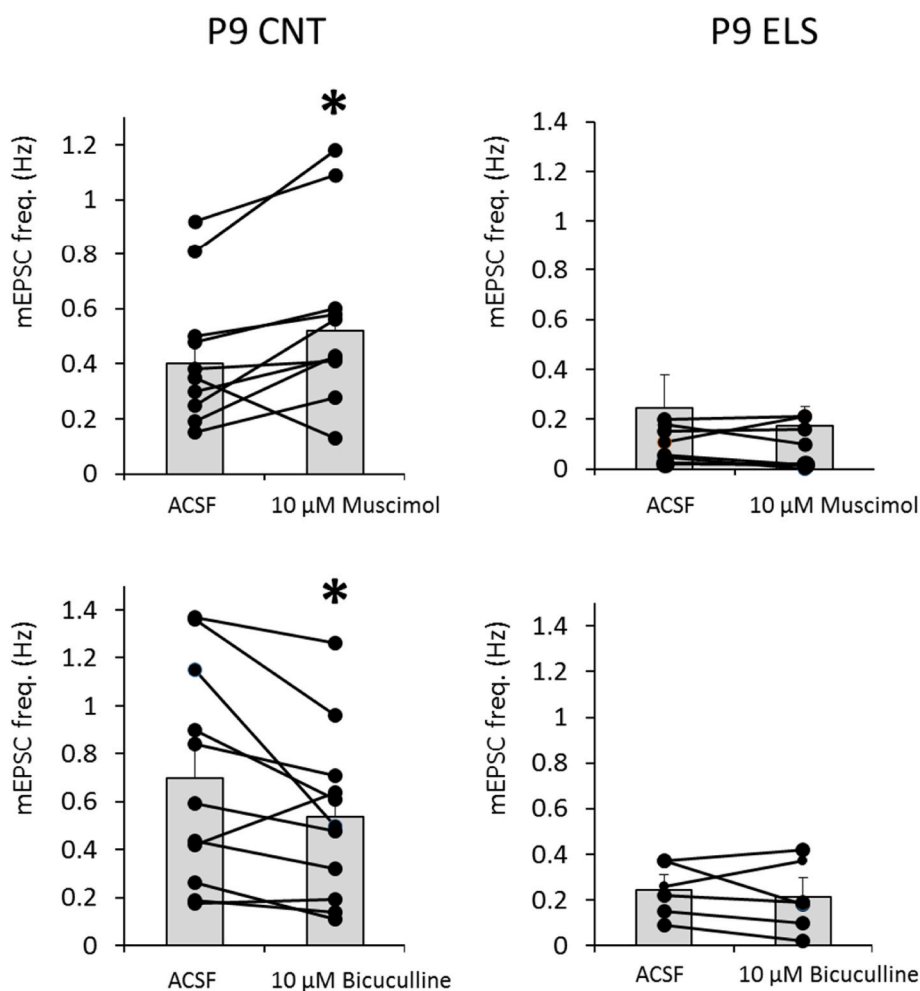 P9 CNT
P9 ELS
mEPSC freq. (Hz)
1.2
1
0.8
0.6
0.4
0.2
0
*
ACSF
10 μM Muscimol
mEPSC freq. (Hz)
1.4
1.2
1
0.8
0.6
0.4
0.2
0
ACSF
10 μM Muscimol
mEPSC freq. (Hz)
1.4
1.2
1
0.8
0.6
0.4
0.2
0
*
ACSF
10 μM Bicuculline
mEPSC freq. (Hz)
1.4
1.2
1
0.8
0.6
0.4
0.2
0
ACSF
10 μM Bicuculline